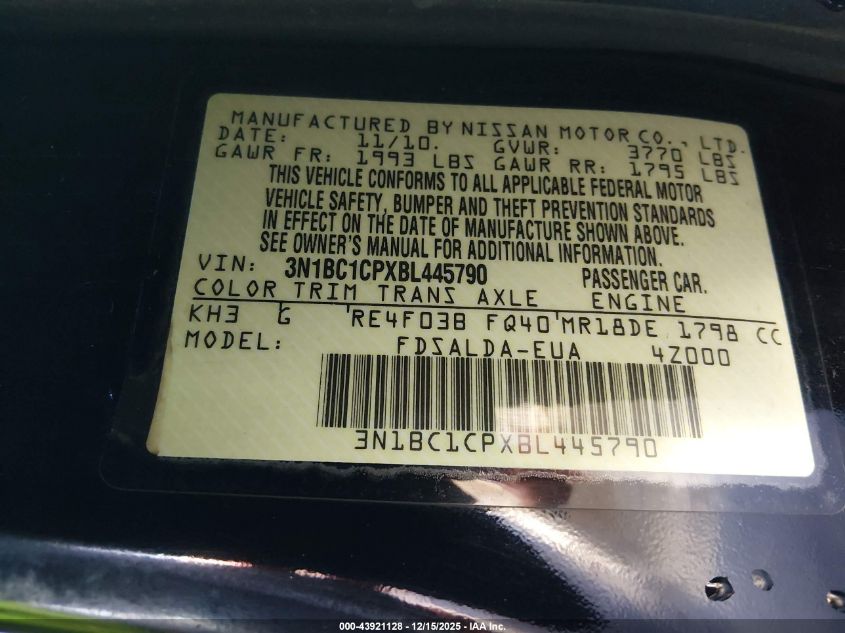 MANUFACTURED BY NISSAN MOTOR CO., LTD.
DATE: 11/10. GVWR: 3770 LBS
GAWR FR: 1993 LBS GAWR RR: 1795 LBS
THIS VEHICLE CONFORMS TO ALL APPLICABLE FEDERAL MOTOR
VEHICLE SAFETY, BUMPER AND THEFT PREVENTION STANDARDS
IN EFFECT ON THE DATE OF MANUFACTURE SHOWN ABOVE.
SEE OWNER'S MANUAL FOR ADDITIONAL INFORMATION.
VIN: 3N1BC1CPXBL445790 PASSENGER CAR.
COLOR TRIM TRANS AXLE ENGINE
KH3 G RE4F03B FQ40 MR18DE 1798 CC
MODEL: FDSALDA-EUA 4Z000
3N1BC1CPXBL445790
000-43921128 - 12/15/2025 - IAA Inc.